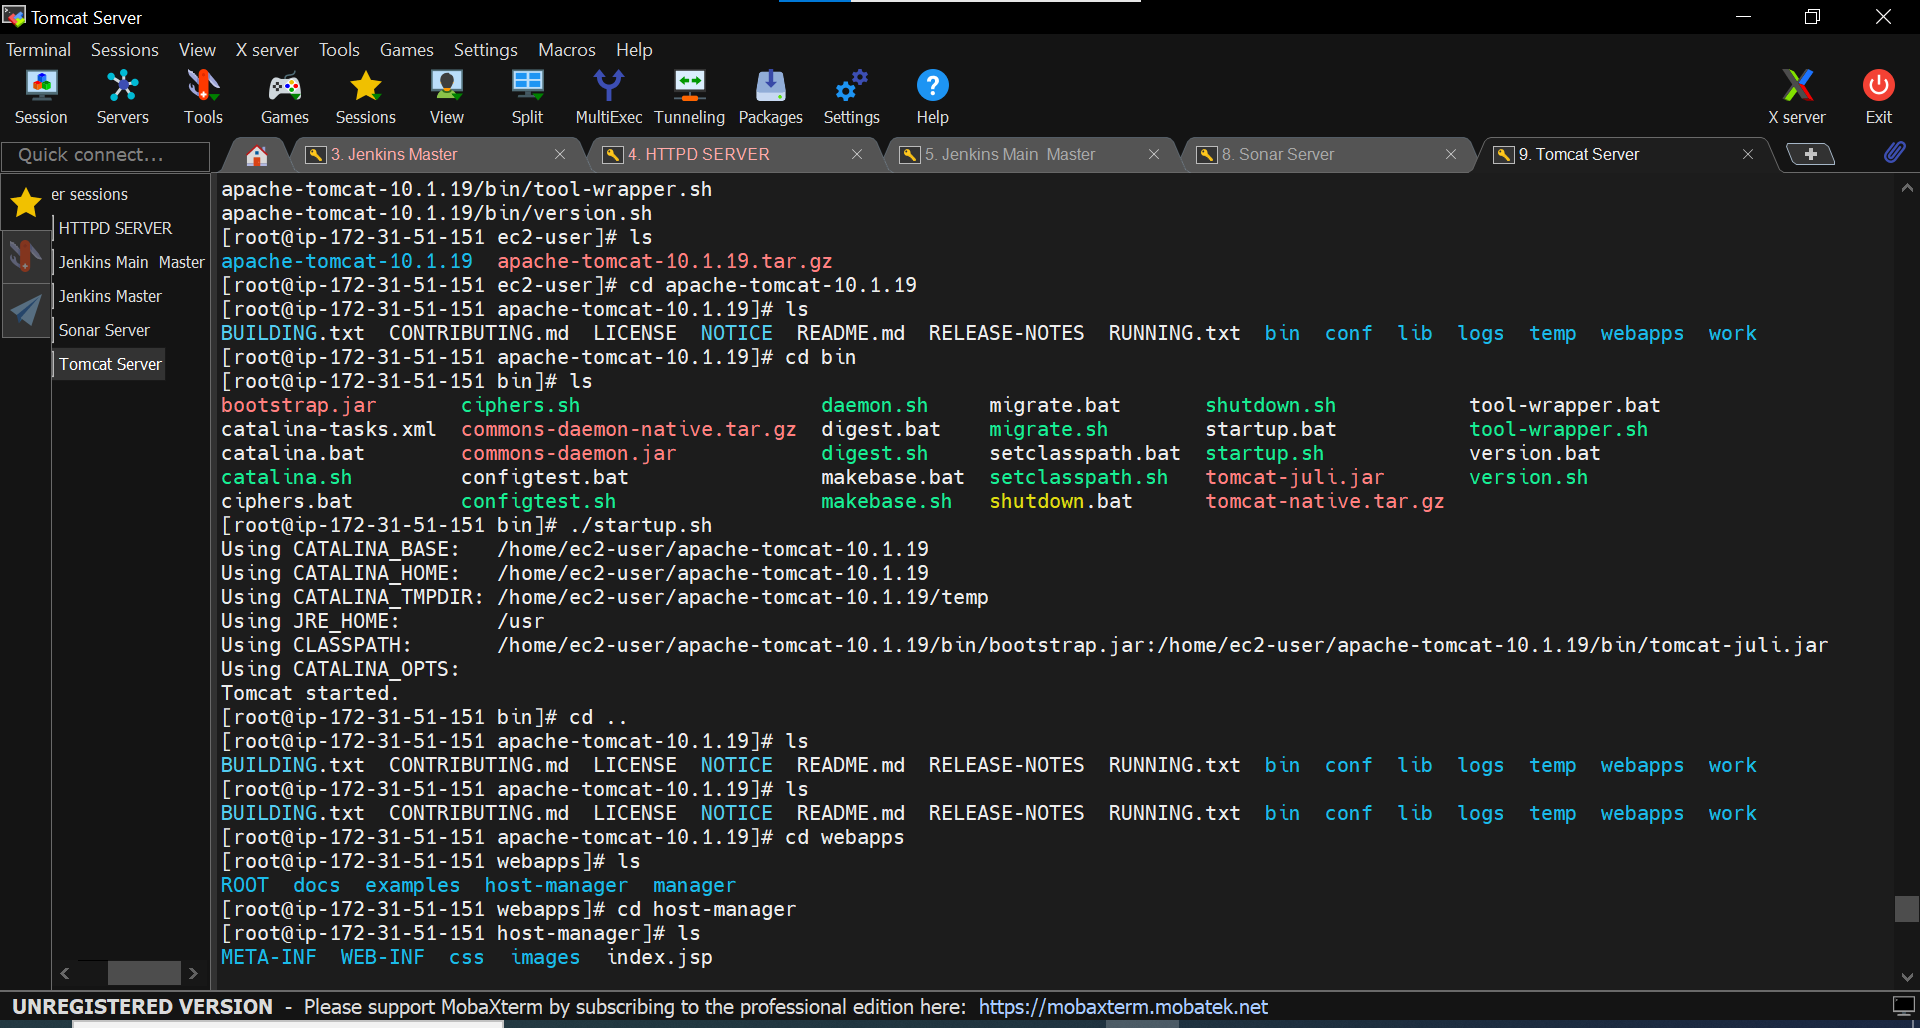 Tomcat Server
Terminal Sessions View X server Tools Games Settings Macros Help
Session Servers Tools Games Sessions View Split MultiExec Tunneling Packages Settings Help X server Exit
Quick connect... 3. Jenkins Master 4. HTTPD SERVER 5. Jenkins Main Master 8. Sonar Server 9. Tomcat Server
er sessions
HTTPD SERVER
Jenkins Main Master
Jenkins Master
Sonar Server
Tomcat Server
apache-tomcat-10.1.19/bin/tool-wrapper.sh
apache-tomcat-10.1.19/bin/version.sh
[root@ip-172-31-51-151 ec2-user]# ls
apache-tomcat-10.1.19 apache-tomcat-10.1.19.tar.gz
[root@ip-172-31-51-151 ec2-user]# cd apache-tomcat-10.1.19
[root@ip-172-31-51-151 apache-tomcat-10.1.19]# ls
BUILDING.txt CONTRIBUTING.md LICENSE NOTICE README.md RELEASE-NOTES RUNNING.txt bin conf lib logs temp webapps work
[root@ip-172-31-51-151 apache-tomcat-10.1.19]# cd bin
[root@ip-172-31-51-151 bin]# ls
bootstrap.jar ciphers.sh daemon.sh migrate.bat shutdown.sh tool-wrapper.bat
catalina-tasks.xml commons-daemon-native.tar.gz digest.bat migrate.sh startup.bat tool-wrapper.sh
catalina.bat commons-daemon.jar digest.sh setclasspath.bat startup.sh version.bat
catalina.sh configtest.bat makebase.bat setclasspath.sh tomcat-juli.jar version.sh
ciphers.bat configtest.sh makebase.sh shutdown.bat tomcat-native.tar.gz
[root@ip-172-31-51-151 bin]# ./startup.sh
Using CATALINA_BASE: /home/ec2-user/apache-tomcat-10.1.19
Using CATALINA_HOME: /home/ec2-user/apache-tomcat-10.1.19
Using CATALINA_TMPDIR: /home/ec2-user/apache-tomcat-10.1.19/temp
Using JRE_HOME: /usr
Using CLASSPATH: /home/ec2-user/apache-tomcat-10.1.19/bin/bootstrap.jar:/home/ec2-user/apache-tomcat-10.1.19/bin/tomcat-juli.jar
Using CATALINA_OPTS:
Tomcat started.
[root@ip-172-31-51-151 bin]# cd ..
[root@ip-172-31-51-151 apache-tomcat-10.1.19]# ls
BUILDING.txt CONTRIBUTING.md LICENSE NOTICE README.md RELEASE-NOTES RUNNING.txt bin conf lib logs temp webapps work
[root@ip-172-31-51-151 apache-tomcat-10.1.19]# ls
BUILDING.txt CONTRIBUTING.md LICENSE NOTICE README.md RELEASE-NOTES RUNNING.txt bin conf lib logs temp webapps work
[root@ip-172-31-51-151 apache-tomcat-10.1.19]# cd webapps
[root@ip-172-31-51-151 webapps]# ls
ROOT docs examples host-manager manager
[root@ip-172-31-51-151 webapps]# cd host-manager
[root@ip-172-31-51-151 host-manager]# ls
META-INF WEB-INF css images index.jsp
UNREGISTERED VERSION - Please support MobaXterm by subscribing to the professional edition here: https://mobaxterm.mobatek.net